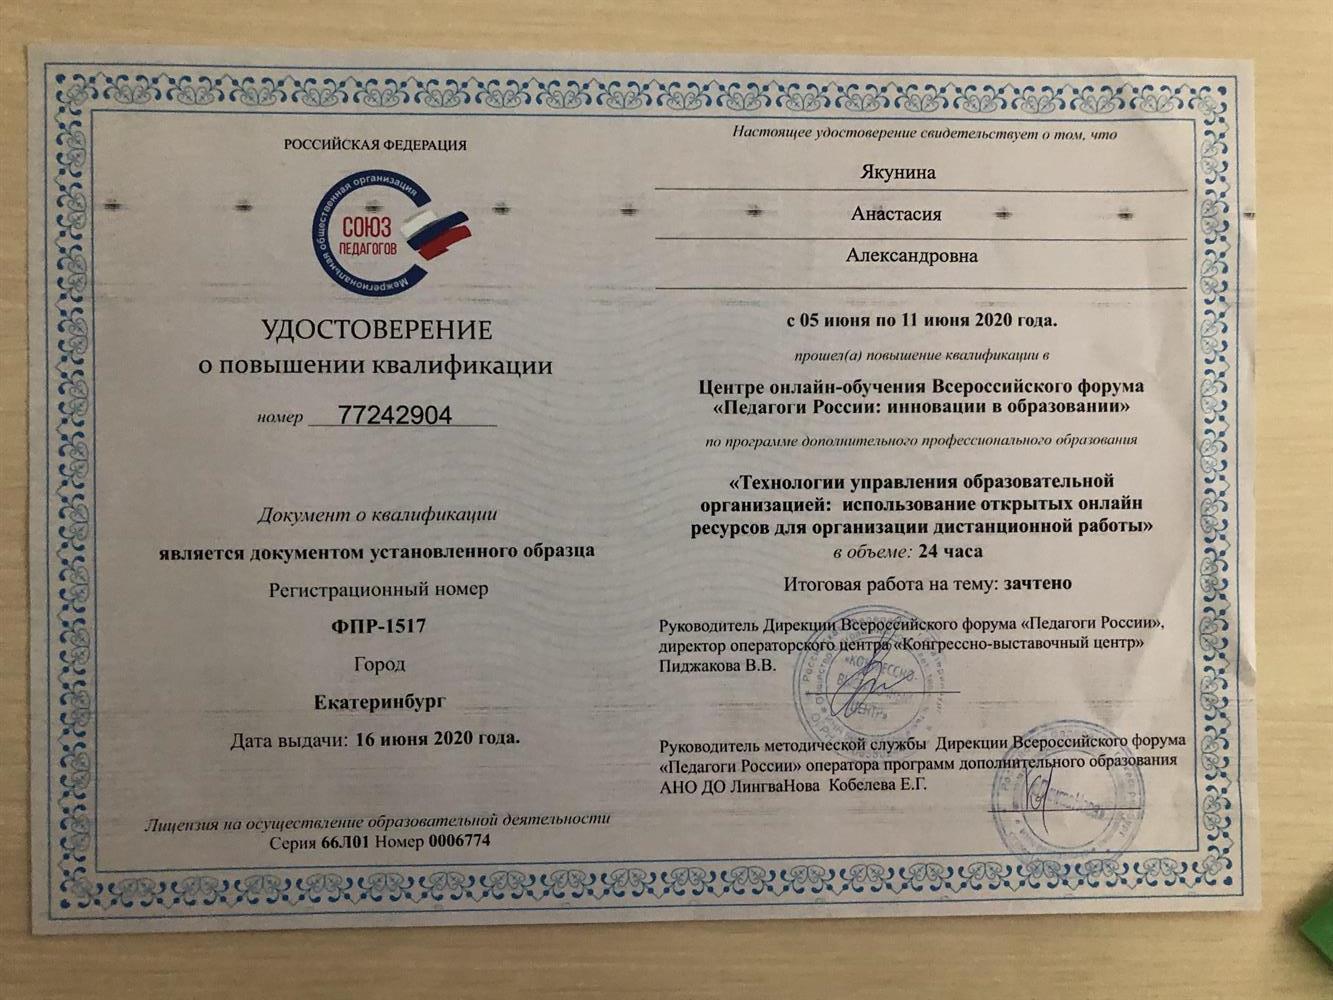 РОССИЙСКАЯ ФЕДЕРАЦИЯ
Межрегиональная общественная организация
СОЮЗ
ПЕДАГОГОВ
УДОСТОВЕРЕНИЕ
о повышении квалификации
номер 77242904
Документ о квалификации
является документом установленного образца
Регистрационный номер
ФПР-1517
Город
Екатеринбург
Дата выдачи: 16 июня 2020 года.
Лицензия на осуществление образовательной деятельности
Серия 66Л01 Номер 0006774
Настоящее удостоверение свидетельствует о том, что
Якунина
Анастасия
Александровна
с 05 июня по 11 июня 2020 года.
прошел(а) повышение квалификации в
Центре онлайн-обучения Всероссийского форума
«Педагоги России: инновации в образовании»
по программе дополнительного профессионального образования
«Технологии управления образовательной
организацией: использование открытых онлайн
ресурсов для организации дистанционной работы»
в объеме: 24 часа
Итоговая работа на тему: зачтено
Руководитель Дирекции Всероссийского форума «Педагоги России»,
директор операторского центра «Конгрессно-выставочный центр»
Пиджакова В.В.
«КОНГРЕССНО-
ЦЕНТР»
Руководитель методической службы Дирекции Всероссийского форума
«Педагоги России» оператора программ дополнительного образования
АНО ДО ЛингваНова Кобелева Е.Г.